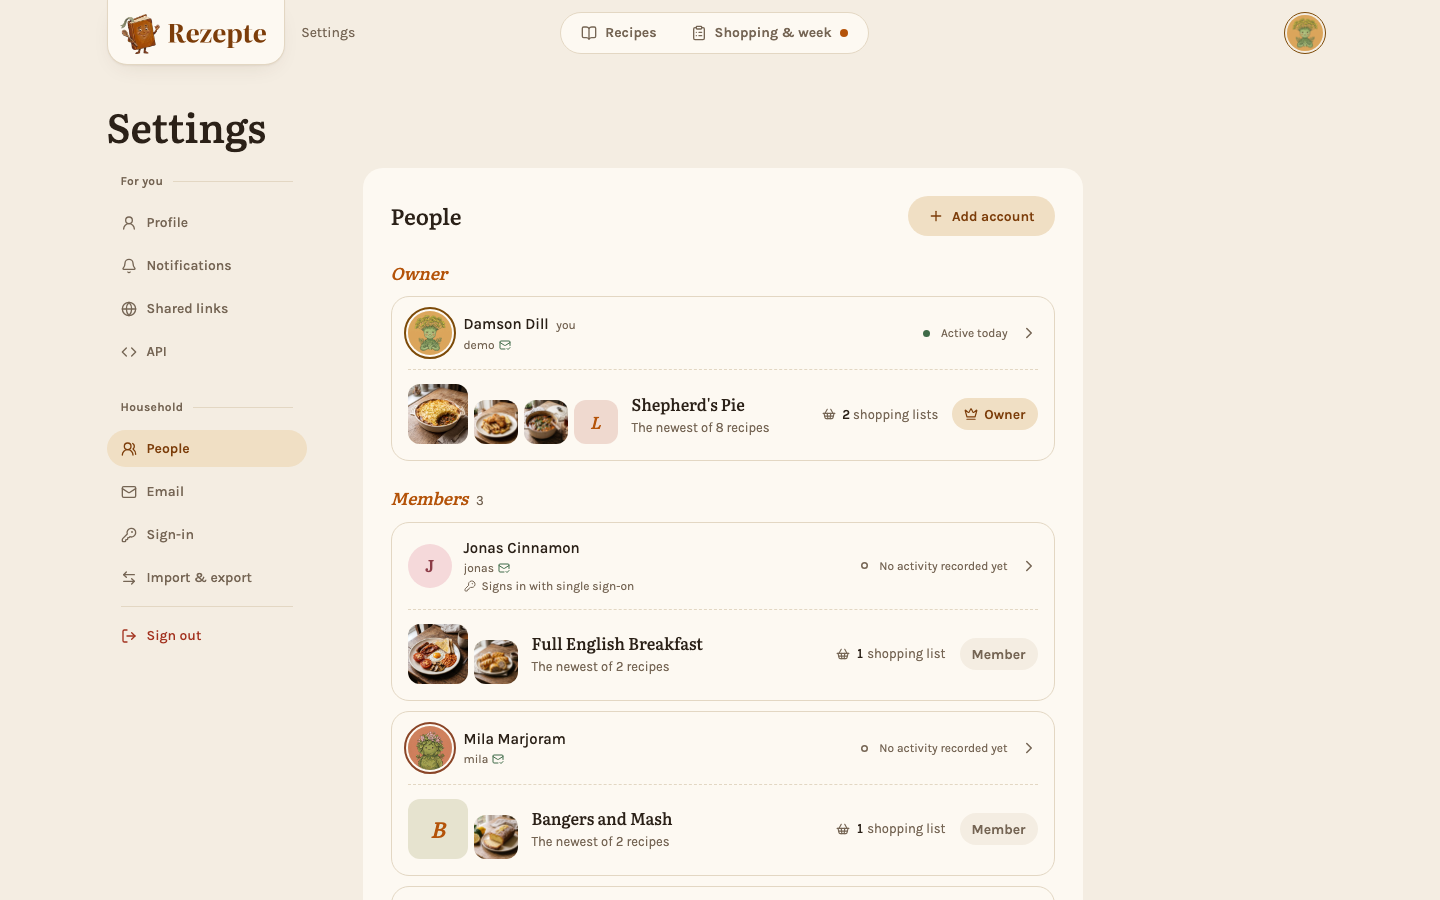 Rezepte
Settings
Recipes
Shopping & week
Settings
For you
Profile
Notifications
Shared links
API
Household
People
Email
Sign-in
Import & export
Sign out
People
Add account
Owner
Damson Dill you
demo
Active today
L
Shepherd's Pie
The newest of 8 recipes
2 shopping lists
Owner
Members 3
J
Jonas Cinnamon
jonas
Signs in with single sign-on
No activity recorded yet
Full English Breakfast
The newest of 2 recipes
1 shopping list
Member
Mila Marjoram
mila
No activity recorded yet
B
Bangers and Mash
The newest of 2 recipes
1 shopping list
Member